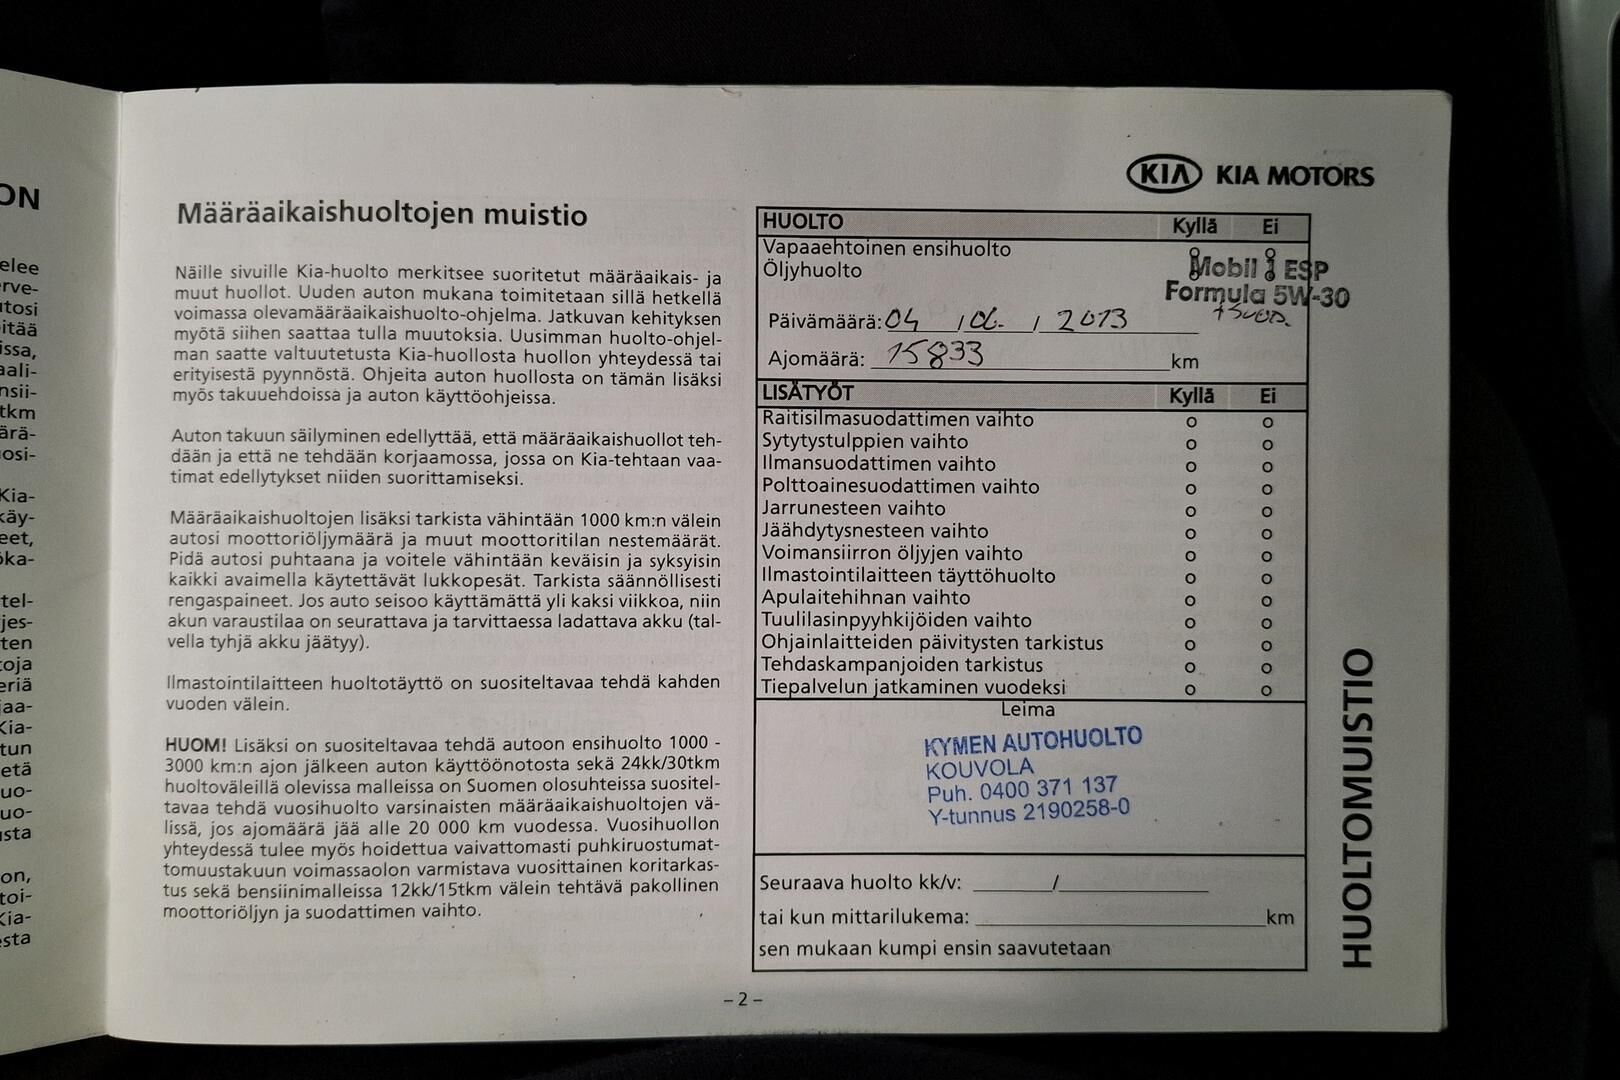 ON
elee
erve-
utosi
eitää
issa,
aali-
nsii-
tkm
ärä-
osi-
Kia-
käy-
eet,
oka-
tel-
jes-
ten
toja
eriä
jaa-
Kia-
tun
etä
uo-
uo-
usta
on,
toi-
Kia-
esta
Määräaikaishuoltojen muistio
Näille sivuille Kia-huolto merkitsee suoritetut määräaikais- ja
muut huollot. Uuden auton mukana toimitetaan sillä hetkellä
voimassa olevamääräaikaishuolto-ohjelma. Jatkuvan kehityksen
myötä siihen saattaa tulla muutoksia. Uusimman huolto-ohjel-
man saatte valtuutetusta Kia-huollosta huollon yhteydessä tai
erityisestä pyynnöstä. Ohjeita auton huollosta on tämän lisäksi
myös takuuehdoissa ja auton käyttöohjeissa.
Auton takuun säilyminen edellyttää, että määräaikaishuollot teh-
dään ja että ne tehdään korjaamossa, jossa on Kia-tehtaan vaa-
timat edellytykset niiden suorittamiseksi.
Määräaikaishuoltojen lisäksi tarkista vähintään 1000 km:n välein
autosi moottoriöljymäärä ja muut moottoritilan nestemäärät.
Pidä autosi puhtaana ja voitele vähintään keväisin ja syksyisin
kaikki avaimella käytettävät lukkopesät. Tarkista säännöllisesti
rengaspaineet. Jos auto seisoo käyttämättä yli kaksi viikkoa, niin
akun varaustilaa on seurattava ja tarvittaessa ladattava akku (tal-
vella tyhjä akku jäätyy).
Ilmastointilaitteen huoltotäyttö on suositeltavaa tehdä kahden
vuoden välein.
HUOM! Lisäksi on suositeltavaa tehdä autoon ensihuolto 1000 -
3000 km:n ajon jälkeen auton käyttöönotosta sekä 24kk/30tkm
huoltoväleillä olevissa malleissa on Suomen olosuhteissa suositel-
tavaa tehdä vuosihuolto varsinaisten määräaikaishuoltojen vä-
lissä, jos ajomäärä jää alle 20 000 km vuodessa. Vuosihuollon
yhteydessä tulee myös hoidettua vaivattomasti puhkiruostumat-
tomuustakuun voimassaolon varmistava vuosittainen koritarkas-
tus sekä bensiinimalleissa 12kk/15tkm välein tehtävä pakollinen
moottoriöljyn ja suodattimen vaihto.
KIA KIA MOTORS
HUOLTO Kyllä Ei
Vapaaehtoinen ensihuolto
Öljyhuolto Mobil 1 ESP
Formula 5W-30
Päivämäärä: 04 / 06. / 2013
Ajomäärä: 15833 km
LISÄTYÖT Kyllä Ei
Raitisilmasuodattimen vaihto o o
Sytytystulppien vaihto o o
Ilmansuodattimen vaihto o o
Polttoainesuodattimen vaihto o o
Jarrunesteen vaihto o o
Jäähdytysnesteen vaihto o o
Voimansiirron öljyjen vaihto o o
Ilmastointilaitteen täyttöhuolto o o
Apulaitehihnan vaihto o o
Tuulilasinpyyhkijöiden vaihto o o
Ohjainlaitteiden päivitysten tarkistus o o
Tehdaskampanjoiden tarkistus o o
Tiepalvelun jatkaminen vuodeksi o o
Leima
KYMEN AUTOHUOLTO
KOUVOLA
Puh. 0400 371 137
Y-tunnus 2190258-0
Seuraava huolto kk/v: ______/______
tai kun mittarilukema: ______ km
sen mukaan kumpi ensin saavutetaan
HUOLTOMUISTIO
– 2 –